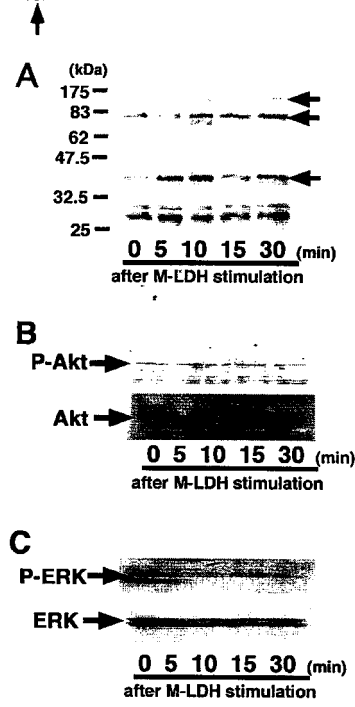 A
(kDa)
175
83
62
47.5
32.5
25
0 5 10 15 30 (min)
after M-LDH stimulation
B
P-Akt
Akt
0 5 10 15 30 (min)
after M-LDH stimulation
C
P-ERK
ERK
0 5 10 15 30 (min)
after M-LDH stimulation